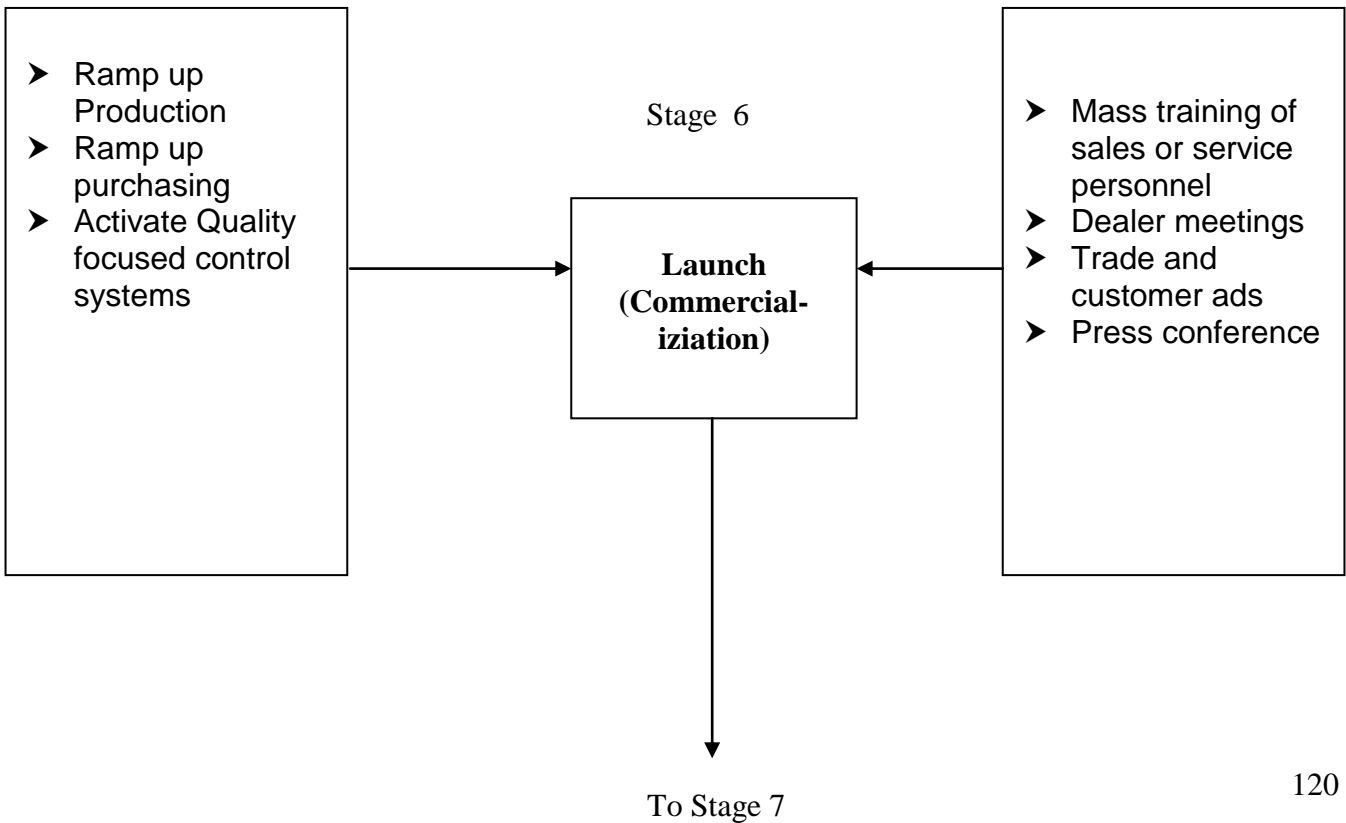 ➤ Ramp up
Production
➤ Ramp up
purchasing
➤ Activate Quality
focused control
systems
Stage 6
Launch
(Commercial-
iziation)
➤ Mass training of
sales or service
personnel
➤ Dealer meetings
➤ Trade and
customer ads
➤ Press conference
To Stage 7
120